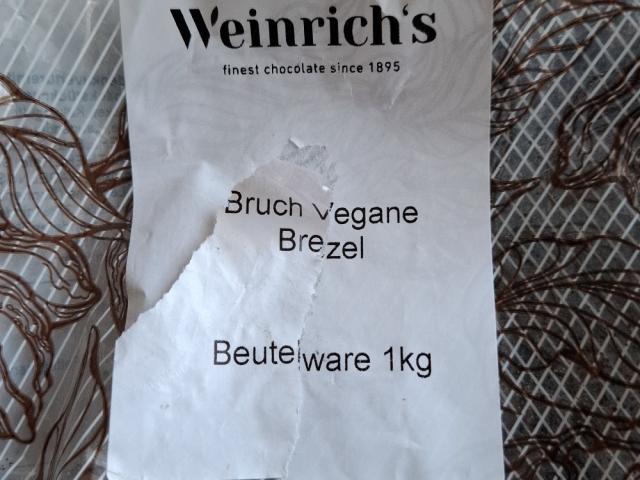 Weinrich's
finest chocolate since 1895
Bruch Vegane
Brezel
Beutelware 1kg